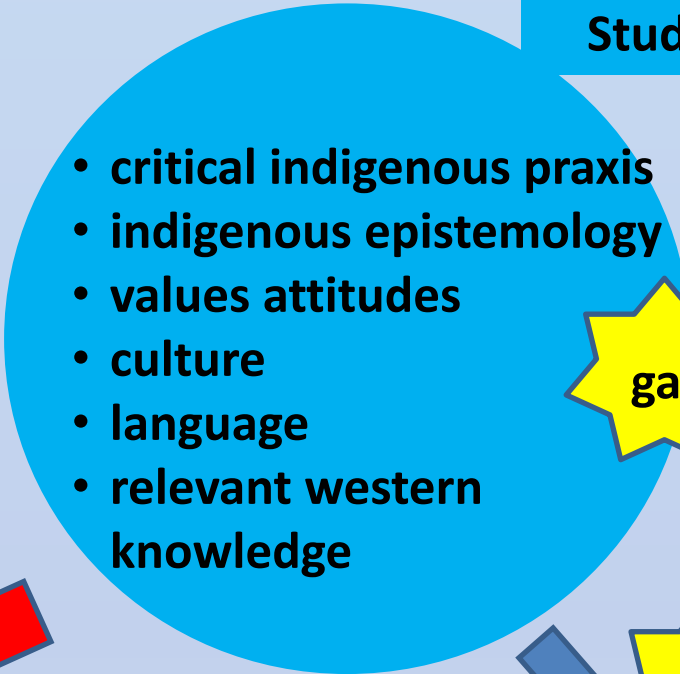 Stud
• critical indigenous praxis
• indigenous epistemology
• values attitudes
• culture
• language
• relevant western
knowledge
ga